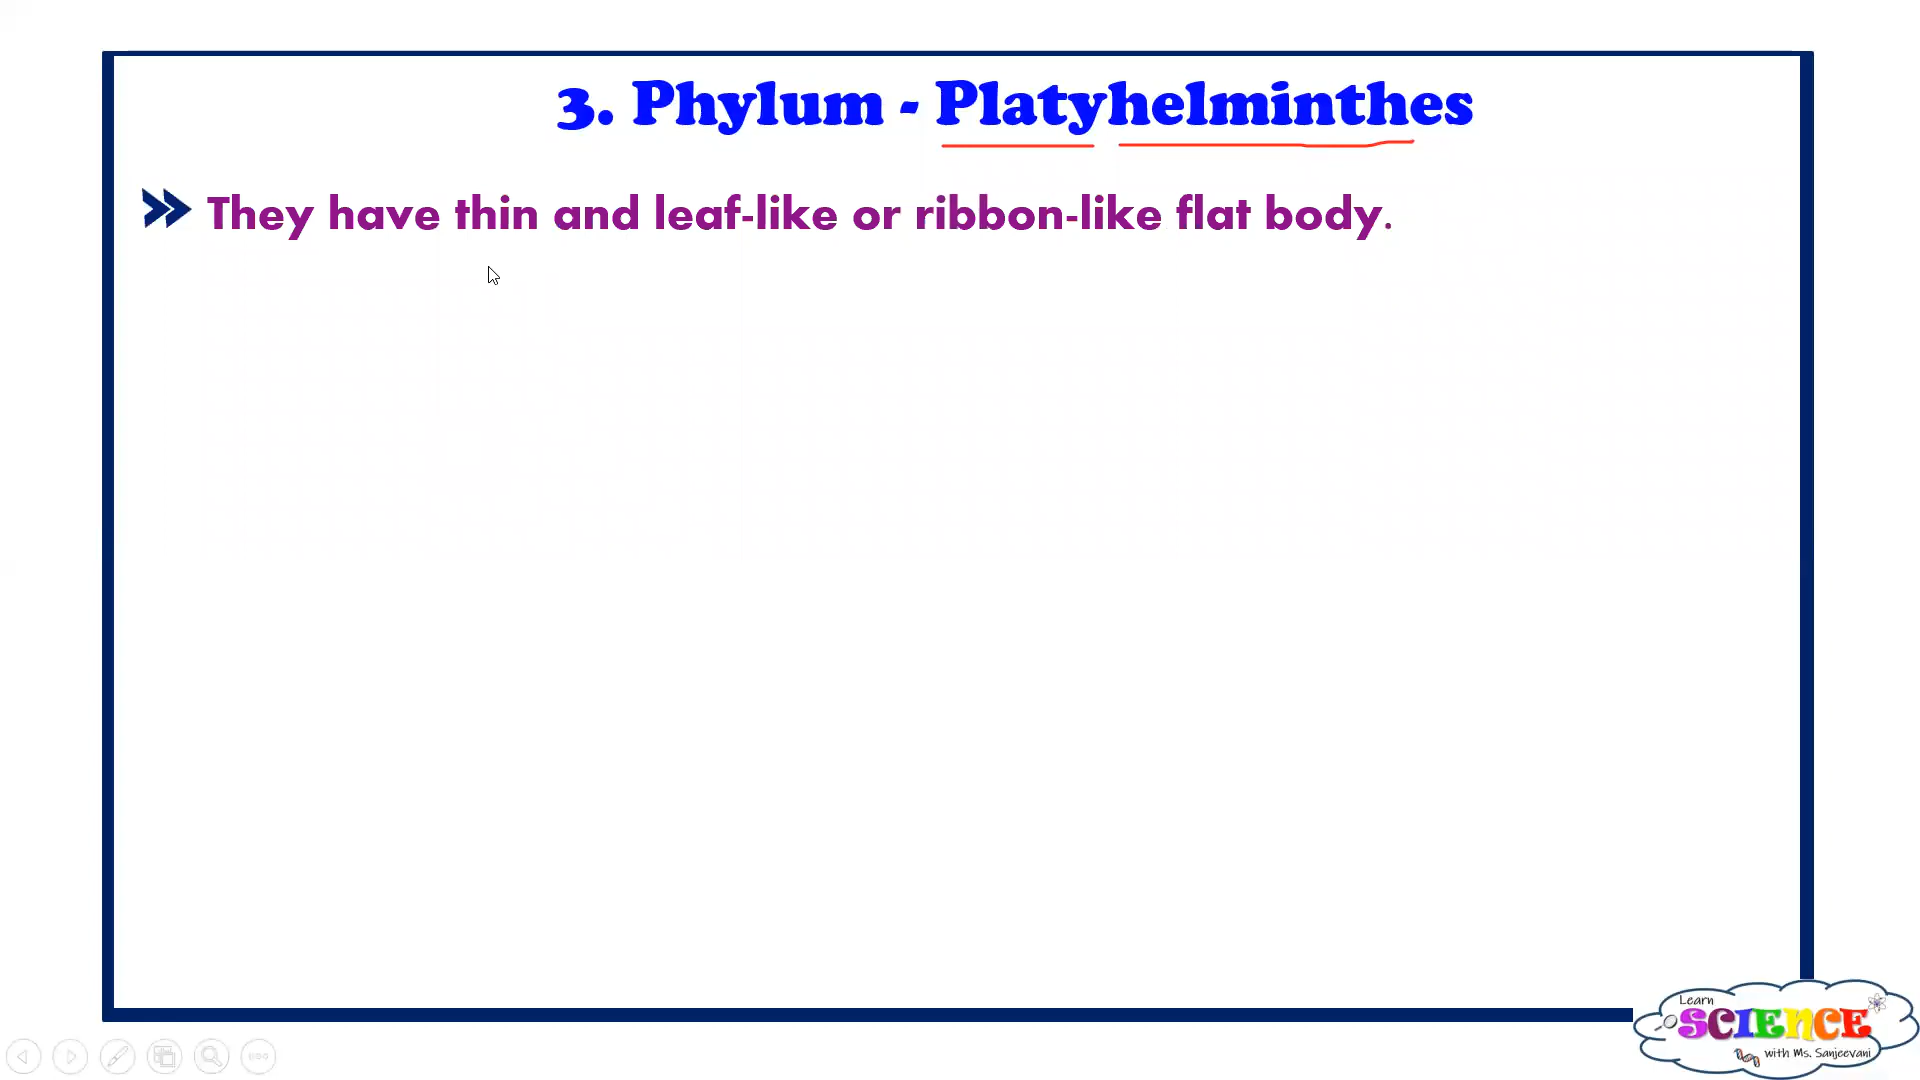 3. Phylum - Platyhelminthes
They have thin and leaf-like or ribbon-like flat body.
Learn
SCIENCE
with Ms. Sanjeevani